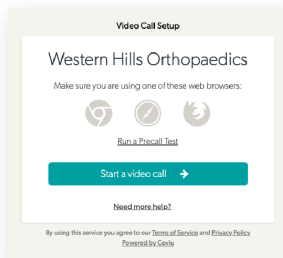 Video Call Setup
Western Hills Orthopaedics
Make sure you are using one of these web browsers:
Run a Precall Test
Start a video call
Need more help?
By using this service you agree to our Terms of Service and Privacy Policy
Powered by Coviu